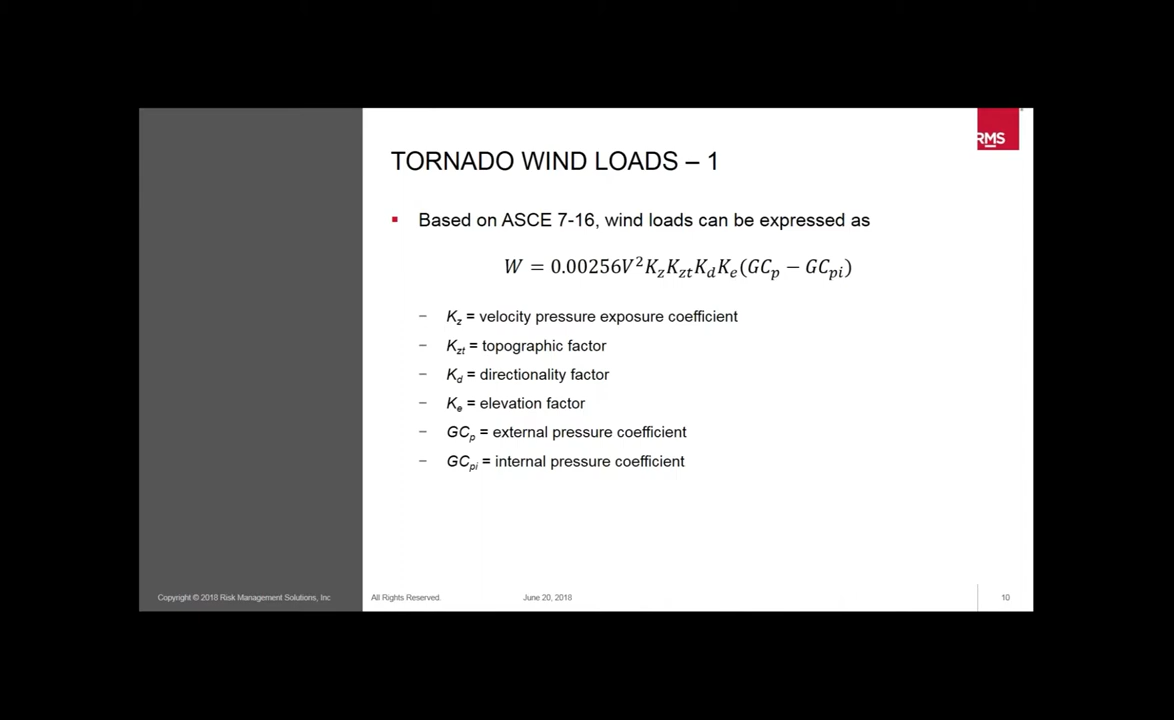 RMS
TORNADO WIND LOADS – 1
▪ Based on ASCE 7-16, wind loads can be expressed as
W = 0.00256V²K_zK_ztK_dK_e(GC_p − GC_pi)
− K_z = velocity pressure exposure coefficient
− K_zt = topographic factor
− K_d = directionality factor
− K_e = elevation factor
− GC_p = external pressure coefficient
− GC_pi = internal pressure coefficient
Copyright © 2018 Risk Management Solutions, Inc All Rights Reserved. June 20, 2018 10